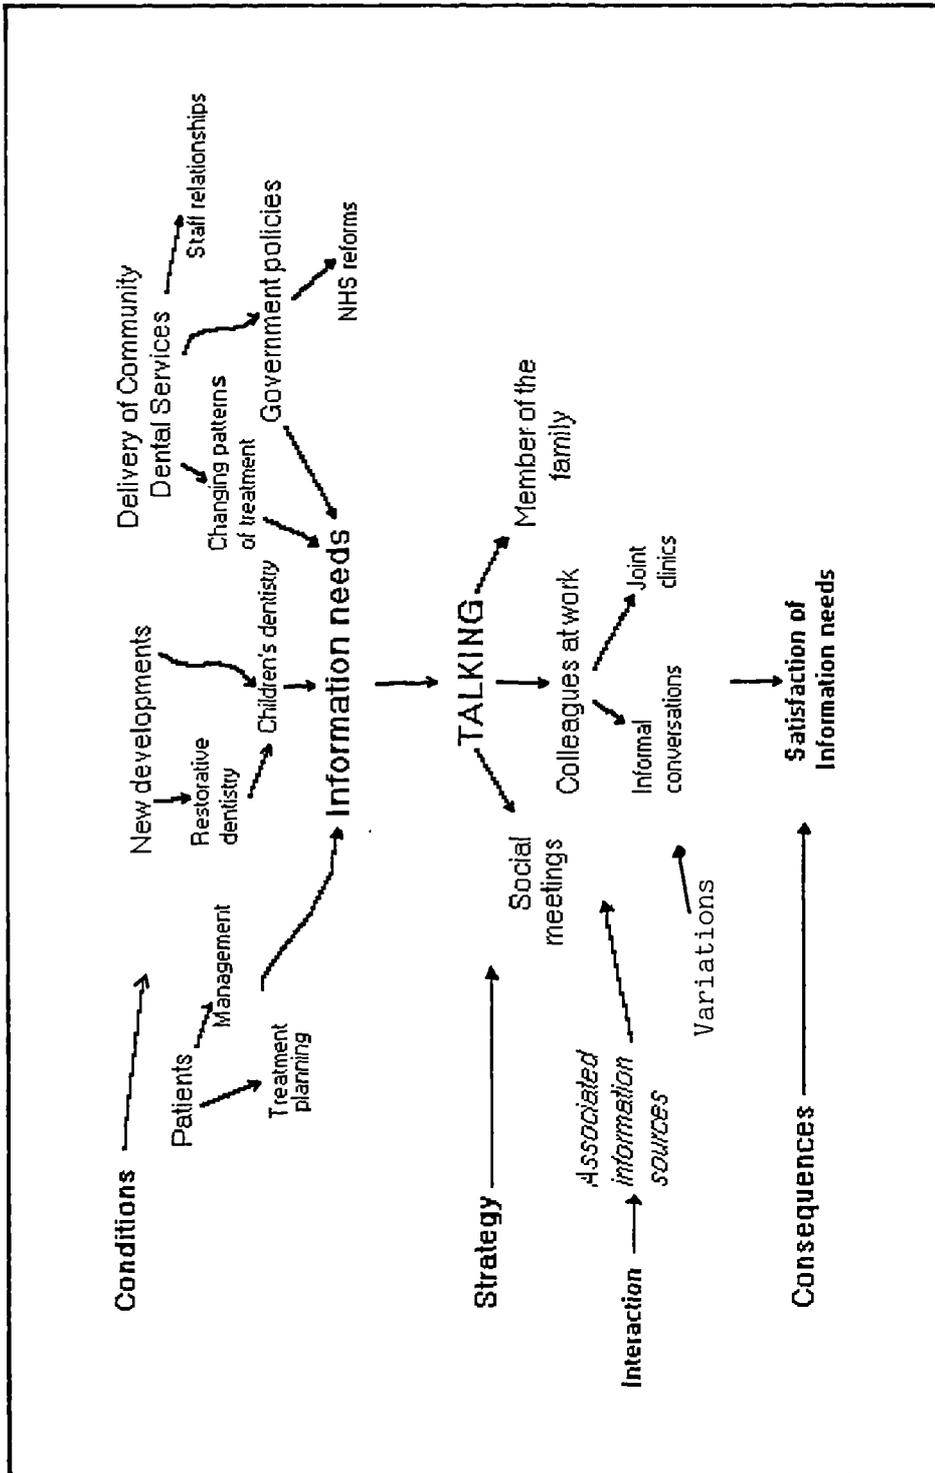 Conditions
Patients
Management
Treatment
planning
New developments
Restorative
dentistry
Children's dentistry
Delivery of Community
Dental Services
Staff relationships
Changing patterns
of treatment
Government policies
NHS reforms
Information needs
Strategy
TALKING
Social
meetings
Member of the
family
Colleagues at work
Interaction
Associated
information
sources
Informal
conversations
Joint
clinics
Variations
Consequences
Satisfaction of
Information needs